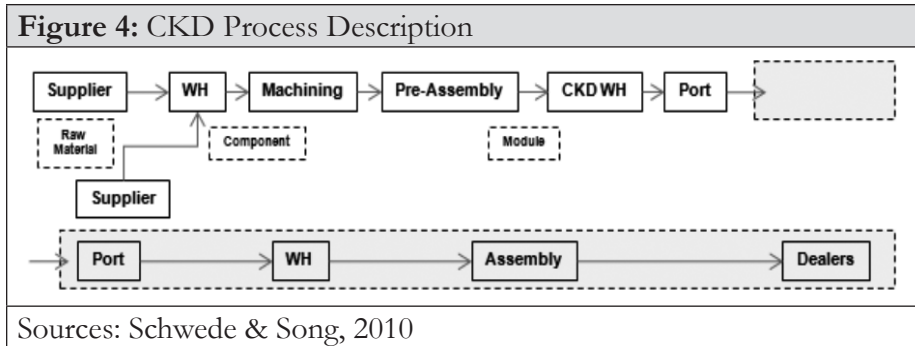 Figure 4: CKD Process Description
Supplier WH Machining Pre-Assembly CKD WH Port
Raw
Material
Component
Module
Supplier
Port WH Assembly Dealers
Sources: Schwede & Song, 2010